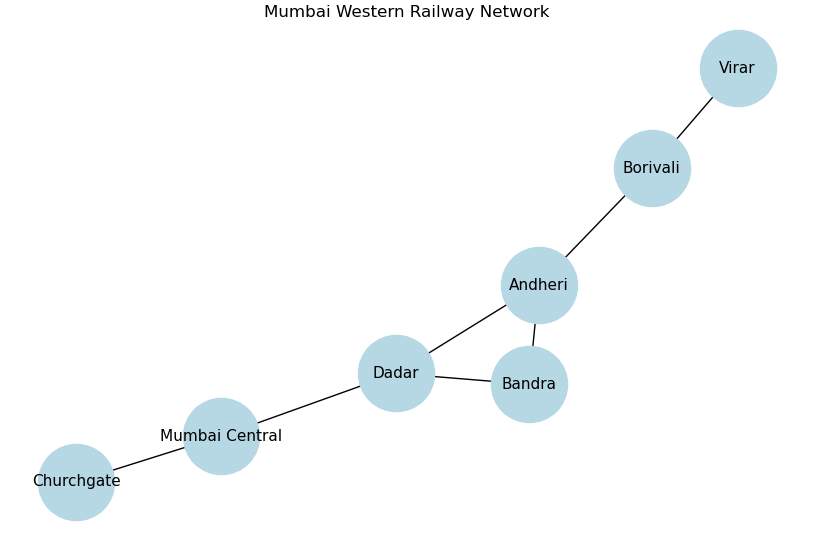 Mumbai Western Railway Network
Virar
Borivali
Andheri
Dadar
Bandra
Mumbai Central
Churchgate